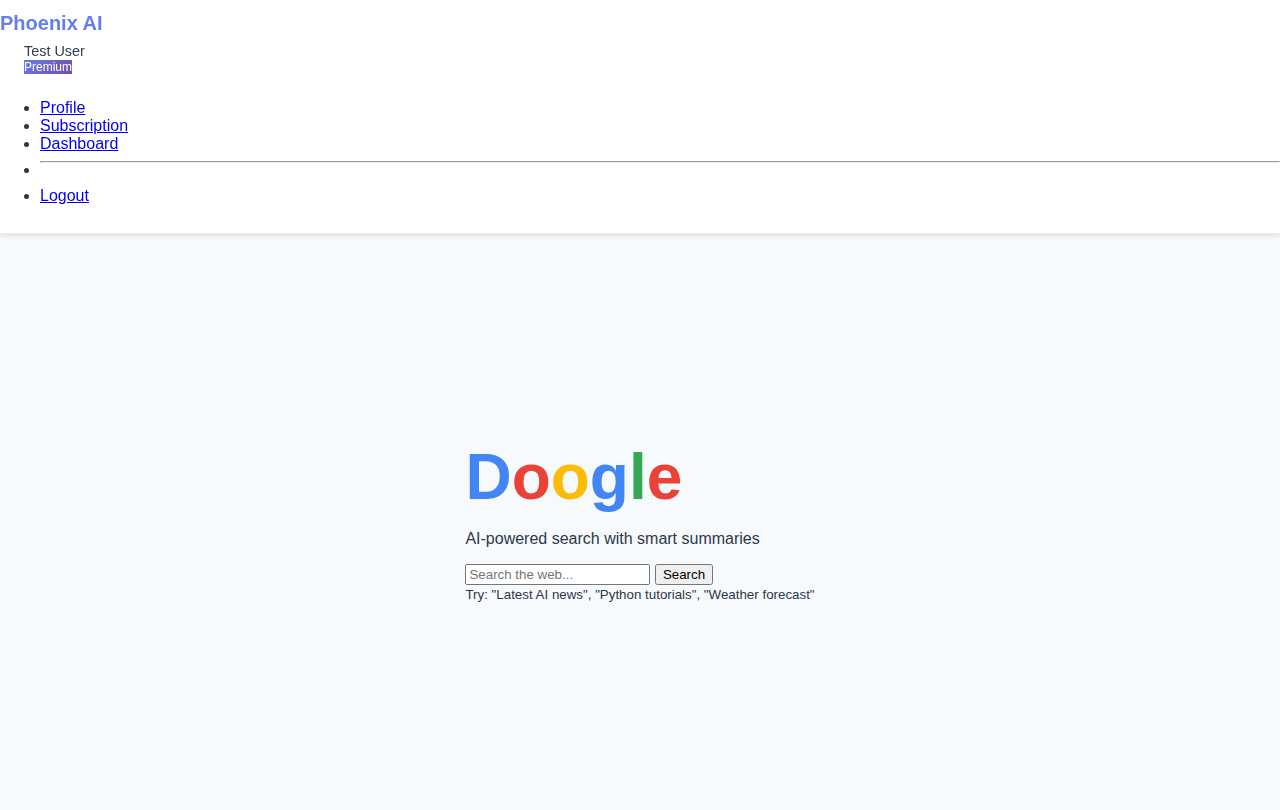 Phoenix AI
Test User
Premium
Profile
Subscription
Dashboard
Logout
Doogle
AI-powered search with smart summaries
Search the web... Search
Try: "Latest AI news", "Python tutorials", "Weather forecast"